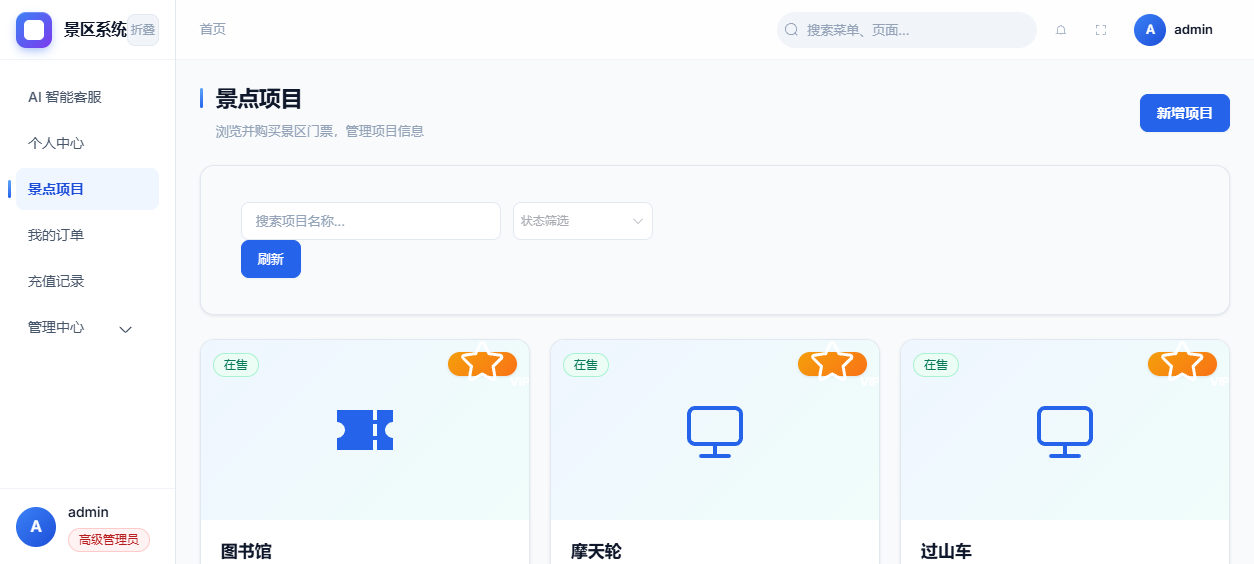 景区系统
折叠
首页
搜索菜单、页面...
A
admin
AI 智能客服
个人中心
景点项目
我的订单
充值记录
管理中心
A
admin
高级管理员
景点项目
浏览并购买景区门票，管理项目信息
新增项目
搜索项目名称...
状态筛选
刷新
在售
图书馆
在售
摩天轮
在售
过山车